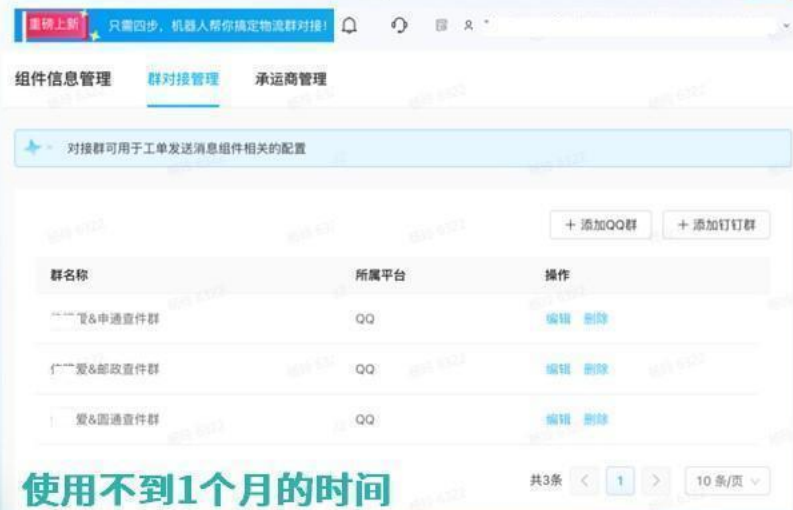 重磅上新 只需四步，机器人帮你搞定物流群对接！
组件信息管理 群对接管理 承运商管理
对接群可用于工单发送消息组件相关的配置
+ 添加QQ群 + 添加钉钉群
群名称 所属平台 操作
爱&申通查件群 QQ 编辑 删除
爱&邮政查件群 QQ 编辑 删除
爱&圆通查件群 QQ 编辑 删除
共3条 < 1 > 10 条/页
使用不到1个月的时间